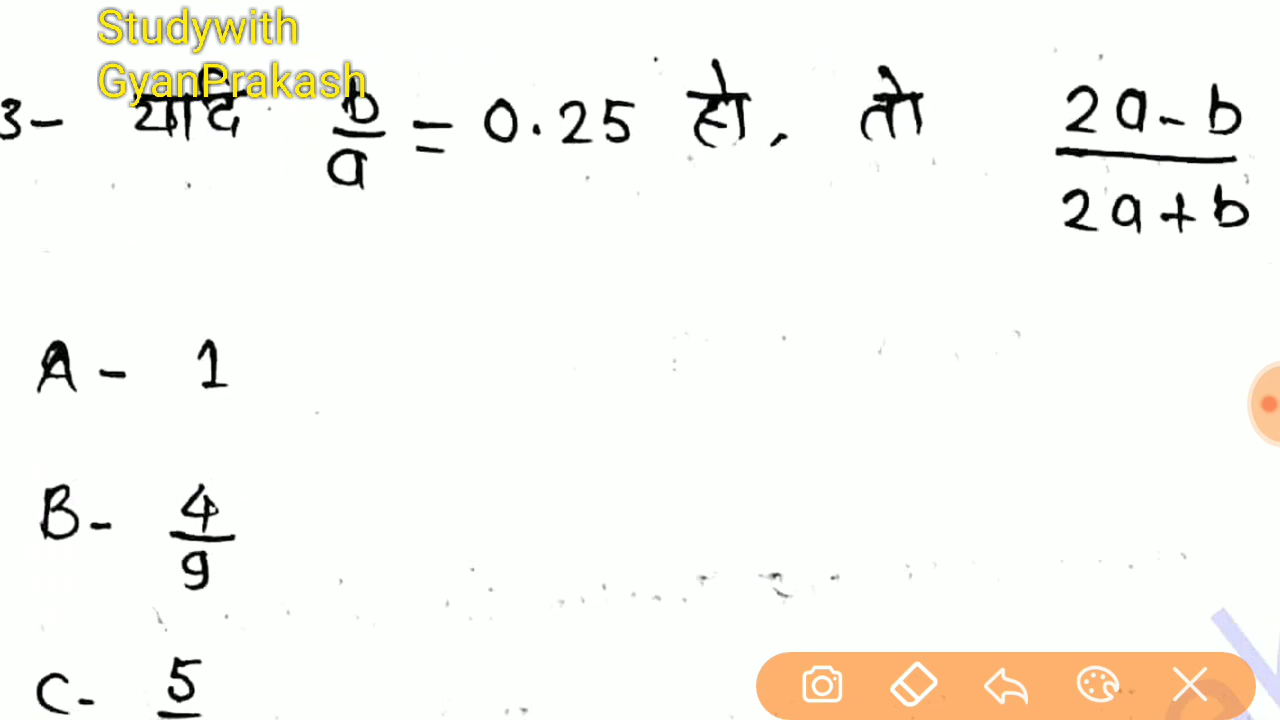 Studywith
GyanPrakash
3- यदि b/a = 0.25 हो, तो 2a-b/2a+b
A- 1
B- 4/9
C- 5